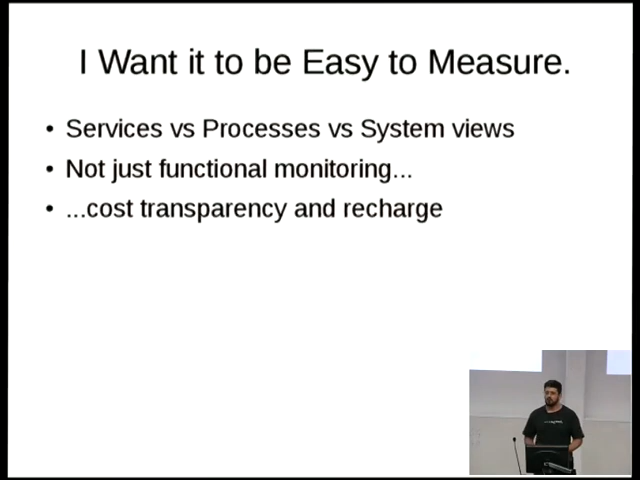 I Want it to be Easy to Measure.
• Services vs Processes vs System views
• Not just functional monitoring...
• ...cost transparency and recharge